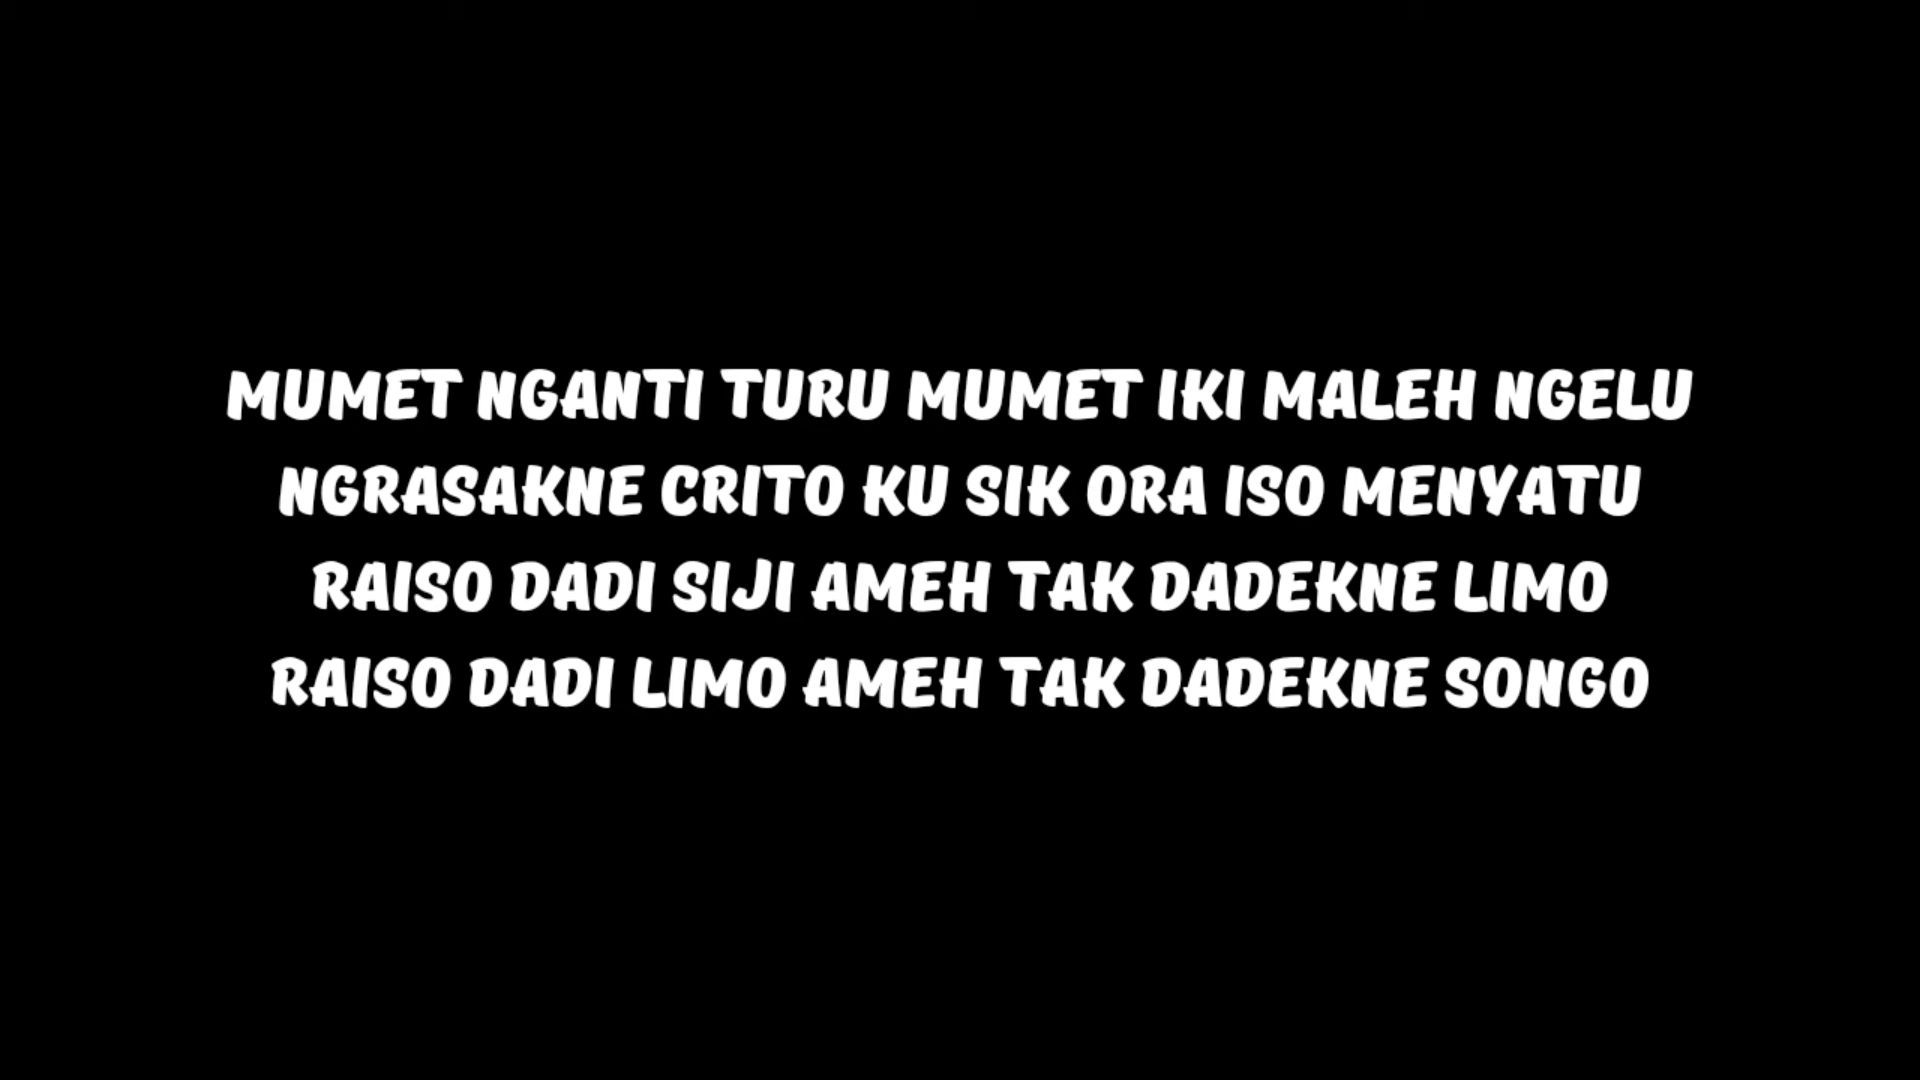 MUMET NGANTI TURU MUMET IKI MALEH NGELU
NGRASAKNE CRITO KU SIK ORA ISO MENYATU
RAISO DADI SIJI AMEH TAK DADEKNE LIMO
RAISO DADI LIMO AMEH TAK DADEKNE SONGO